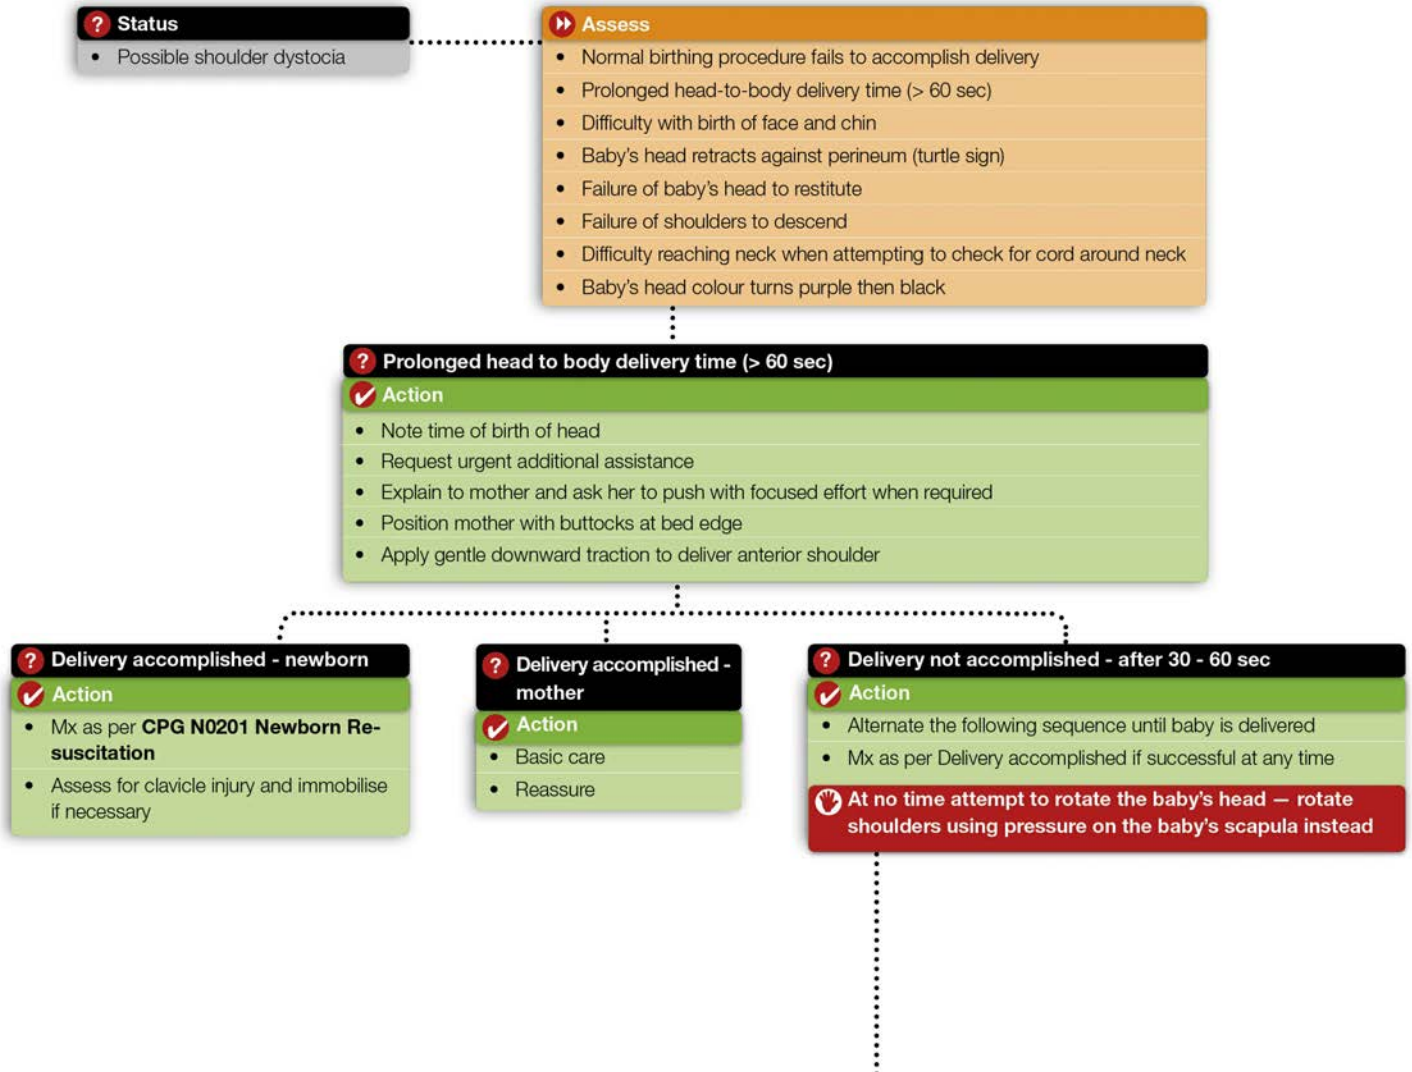 Status
• Possible shoulder dystocia
Assess
• Normal birthing procedure fails to accomplish delivery
• Prolonged head-to-body delivery time (> 60 sec)
• Difficulty with birth of face and chin
• Baby’s head retracts against perineum (turtle sign)
• Failure of baby’s head to restitute
• Failure of shoulders to descend
• Difficulty reaching neck when attempting to check for cord around neck
• Baby’s head colour turns purple then black
Prolonged head to body delivery time (> 60 sec)
Action
• Note time of birth of head
• Request urgent additional assistance
• Explain to mother and ask her to push with focused effort when required
• Position mother with buttocks at bed edge
• Apply gentle downward traction to deliver anterior shoulder
Delivery accomplished - newborn
Action
• Mx as per CPG N0201 Newborn Re-
suscitation
• Assess for clavicle injury and immobilise
if necessary
Delivery accomplished -
mother
Action
• Basic care
• Reassure
Delivery not accomplished - after 30 - 60 sec
Action
• Alternate the following sequence until baby is delivered
• Mx as per Delivery accomplished if successful at any time
At no time attempt to rotate the baby’s head — rotate
shoulders using pressure on the baby’s scapula instead